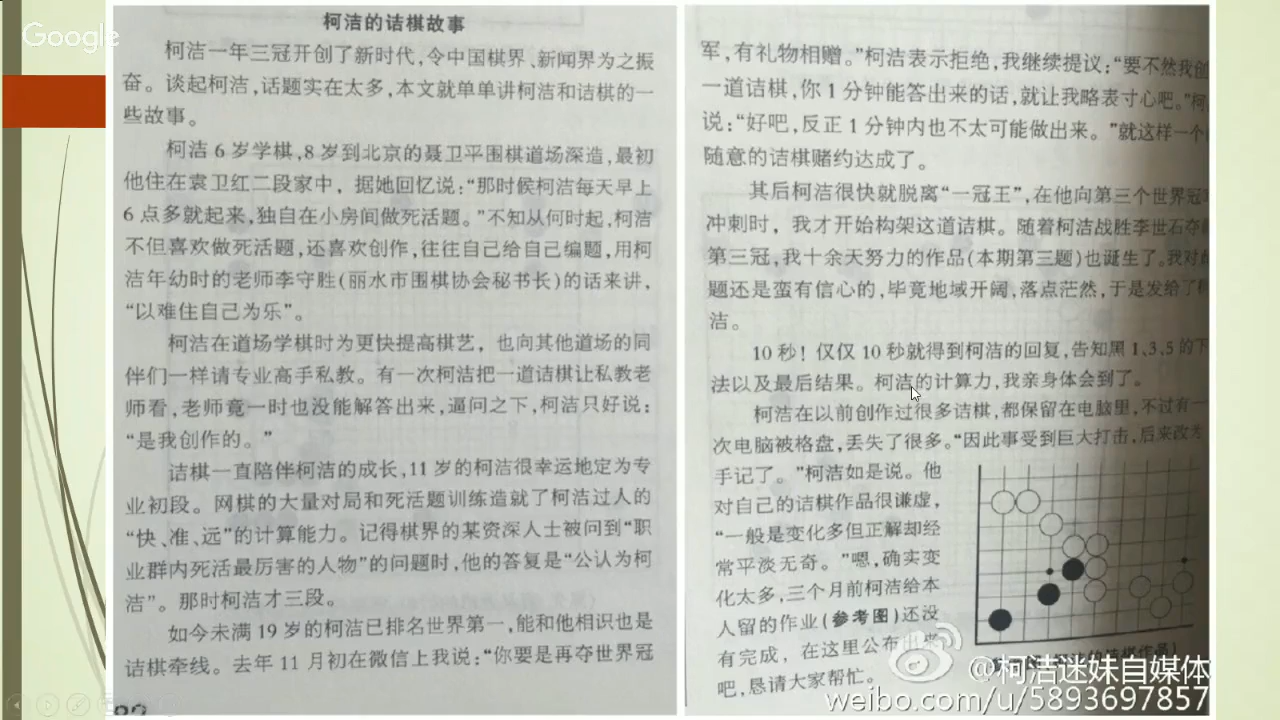 Google
柯洁的诘棋故事
柯洁一年三冠开创了新时代，令中国棋界、新闻界为之振
奋。谈起柯洁，话题实在太多，本文就单单讲柯洁和诘棋的一
些故事。
柯洁 6 岁学棋，8 岁到北京的聂卫平围棋道场深造，最初
他住在袁卫红二段家中，据她回忆说：“那时候柯洁每天早上
6 点多就起来，独自在小房间做死活题。”不知从何时起，柯洁
不但喜欢做死活题，还喜欢创作，往往自己给自己编题，用柯
洁年幼时的老师李守胜(丽水市围棋协会秘书长)的话来讲，
“以难住自己为乐”。
柯洁在道场学棋时为更快提高棋艺，也向其他道场的同
伴们一样请专业高手私教。有一次柯洁把一道诘棋让私教老
师看，老师竟一时也没能解答出来，逼问之下，柯洁只好说：
“是我创作的。”
诘棋一直陪伴柯洁的成长，11 岁的柯洁很幸运地定为专
业初段。网棋的大量对局和死活题训练造就了柯洁过人的
“快、准、远”的计算能力。记得棋界的某资深人士被问到“职
业群内死活最厉害的人物”的问题时，他的答复是“公认为柯
洁”。那时柯洁才三段。
如今未满 19 岁的柯洁已排名世界第一，能和他相识也是
诘棋牵线。去年 11 月初在微信上我说：“你要是再夺世界冠
军，有礼物相赠。”柯洁表示拒绝，我继续提议：“要不然我创
一道诘棋，你 1 分钟能答出来的话，就让我略表寸心吧。”柯
说：“好吧，反正 1 分钟内也不太可能做出来。”就这样一个
随意的诘棋赌约达成了。
其后柯洁很快就脱离“一冠王”，在他向第三个世界冠
冲刺时，我才开始构架这道诘棋。随着柯洁战胜李世石夺
第三冠，我十余天努力的作品(本期第三题)也诞生了。我对
题还是蛮有信心的，毕竟地域开阔，落点茫然，于是发给了柯
洁。
10 秒！仅仅 10 秒就得到柯洁的回复，告知黑 1、3、5 的下
法以及最后结果。柯洁的计算力，我亲身体会到了。
柯洁在以前创作过很多诘棋，都保留在电脑里，不过有一
次电脑被格盘，丢失了很多。“因此事受到巨大打击，后来改为
手记了。”柯洁如是说。他
对自己的诘棋作品很谦虚，
“一般是变化多但正解却经
常平淡无奇。”嗯，确实变
化太多，三个月前柯洁给本
人留的作业(参考图)还没
有完成，在这里公布出来
吧，恳请大家帮忙。
@柯洁迷妹自媒体
weibo.com/u/5893697857